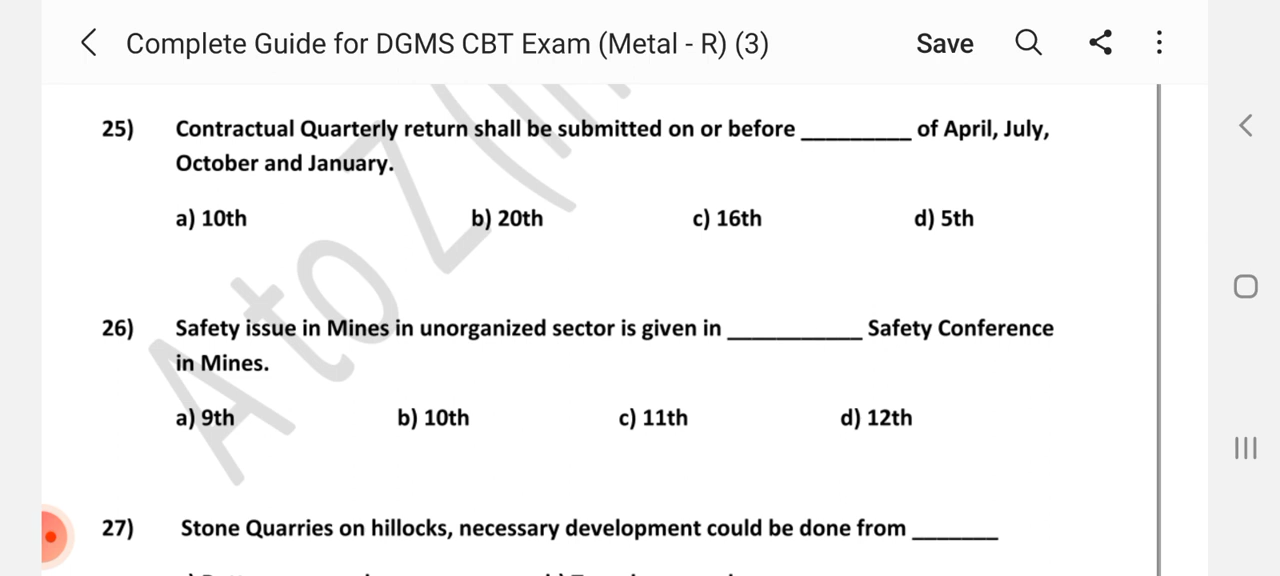 Complete Guide for DGMS CBT Exam (Metal - R) (3) Save
25) Contractual Quarterly return shall be submitted on or before _________ of April, July,
October and January.
a) 10th b) 20th c) 16th d) 5th
26) Safety issue in Mines in unorganized sector is given in ___________ Safety Conference
in Mines.
a) 9th b) 10th c) 11th d) 12th
27) Stone Quarries on hillocks, necessary development could be done from _______
A to Z